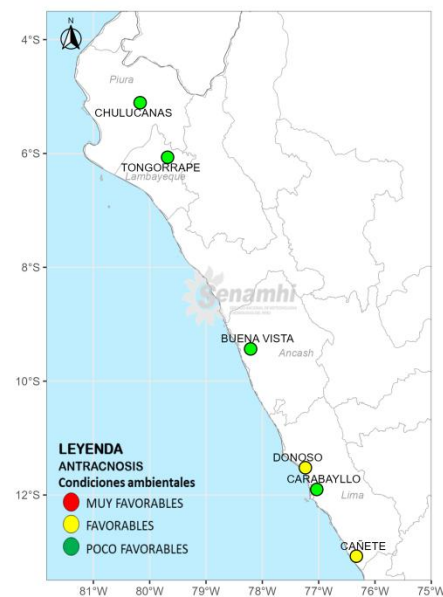 N
4°S
Piura
CHULUCANAS
6°S
TONGORRAPE
Lambayeque
8°S
Senamhi
BUENA VISTA
Ancash
10°S
LEYENDA
ANTRACNOSIS
Condiciones ambientales
MUY FAVORABLES
FAVORABLES
POCO FAVORABLES
DONOSO
CARABAYLLO
Lima
12°S
CAÑETE
81°W 80°W 79°W 78°W 77°W 76°W 75°W